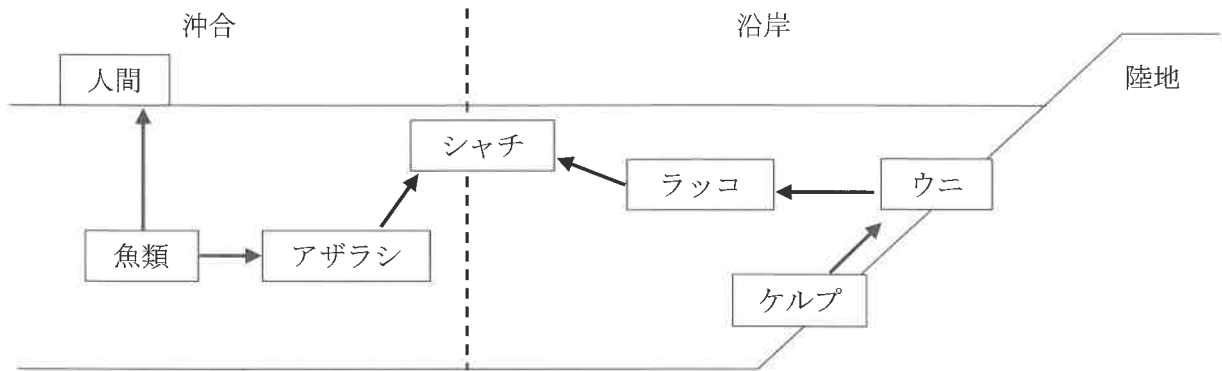 沖合
沿岸
人間
陸地
シャチ
ラッコ
ウニ
魚類
アザラシ
ケルプ